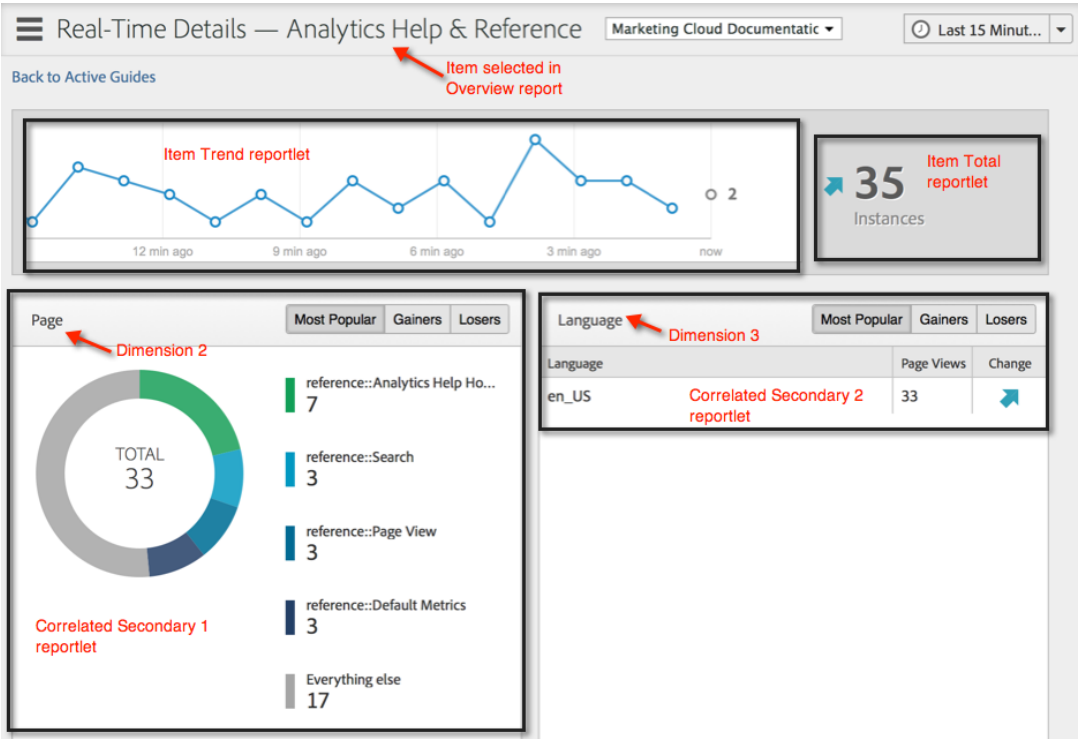 Real-Time Details — Analytics Help & Reference
Marketing Cloud Documentatic
Last 15 Minut...
Item selected in
Overview report
Back to Active Guides
Item Trend reportlet
2
12 min ago
9 min ago
6 min ago
3 min ago
now
35
Instances
Item Total
reportlet
Page
Most Popular
Gainers
Losers
Dimension 2
TOTAL
33
reference::Analytics Help Ho...
7
reference::Search
3
reference::Page View
3
reference::Default Metrics
3
Everything else
17
Correlated Secondary 1
reportlet
Language
Most Popular
Gainers
Losers
Dimension 3
Language
Page Views
Change
en_US
33
Correlated Secondary 2
reportlet